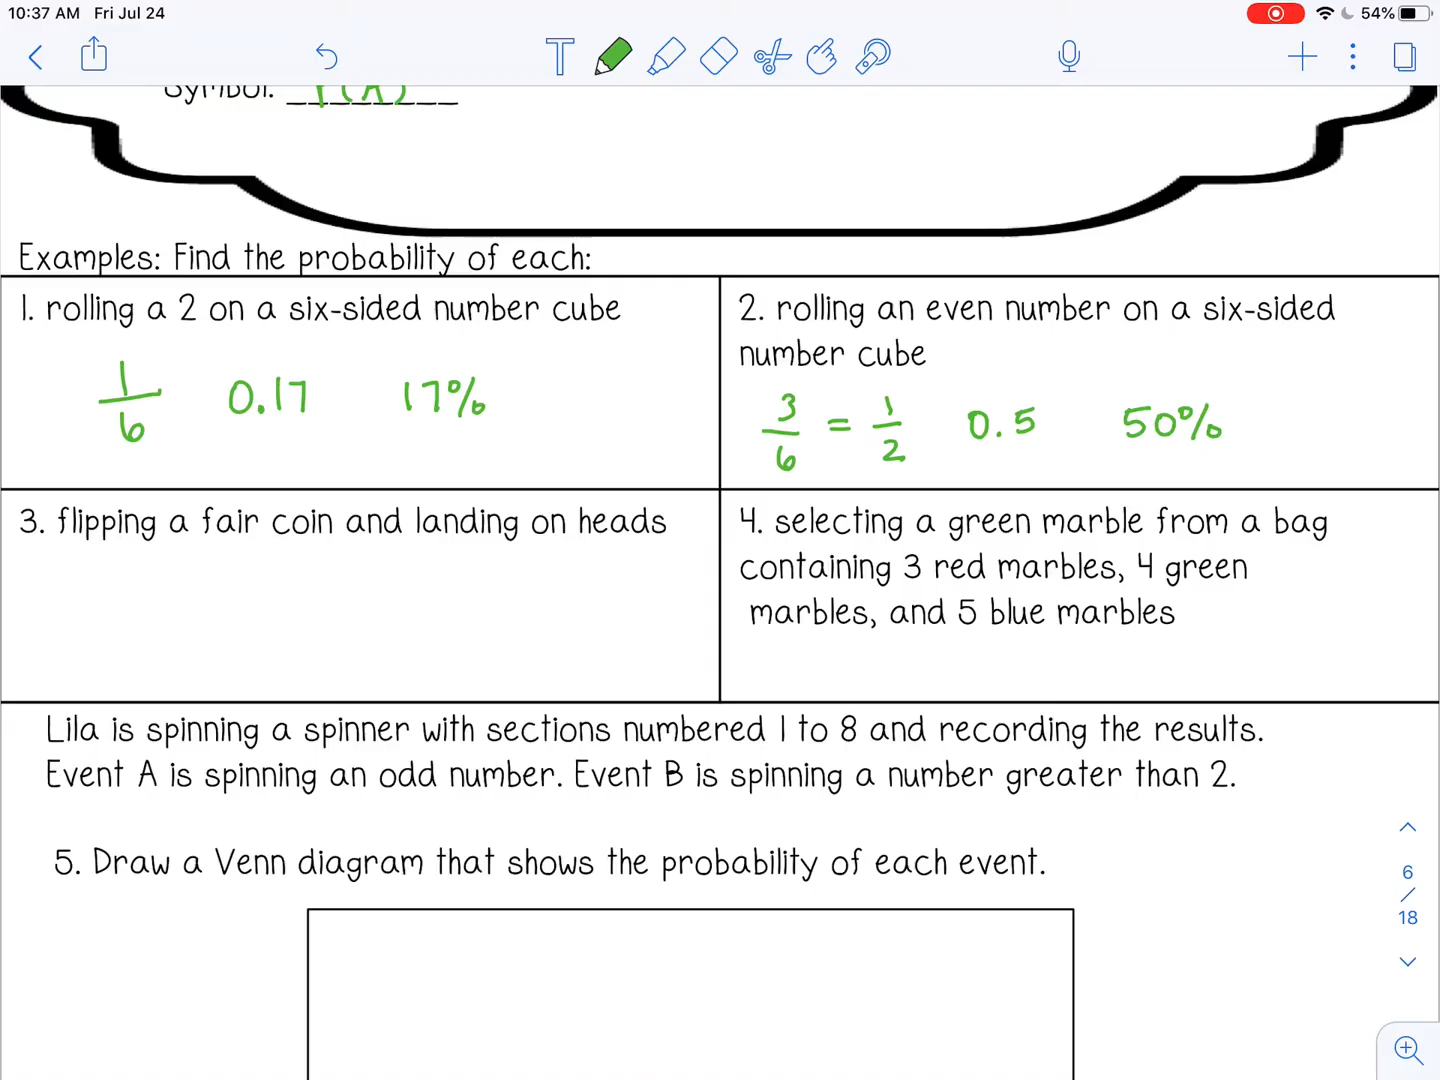 10:37 AM Fri Jul 24
54%
Symbol: P(A)
Examples: Find the probability of each:
1. rolling a 2 on a six-sided number cube
1/6 0.17 17%
2. rolling an even number on a six-sided
number cube
3/6 = 1/2 0.5 50%
3. flipping a fair coin and landing on heads
4. selecting a green marble from a bag
containing 3 red marbles, 4 green
marbles, and 5 blue marbles
Lila is spinning a spinner with sections numbered 1 to 8 and recording the results.
Event A is spinning an odd number. Event B is spinning a number greater than 2.
5. Draw a Venn diagram that shows the probability of each event.
6
/
18